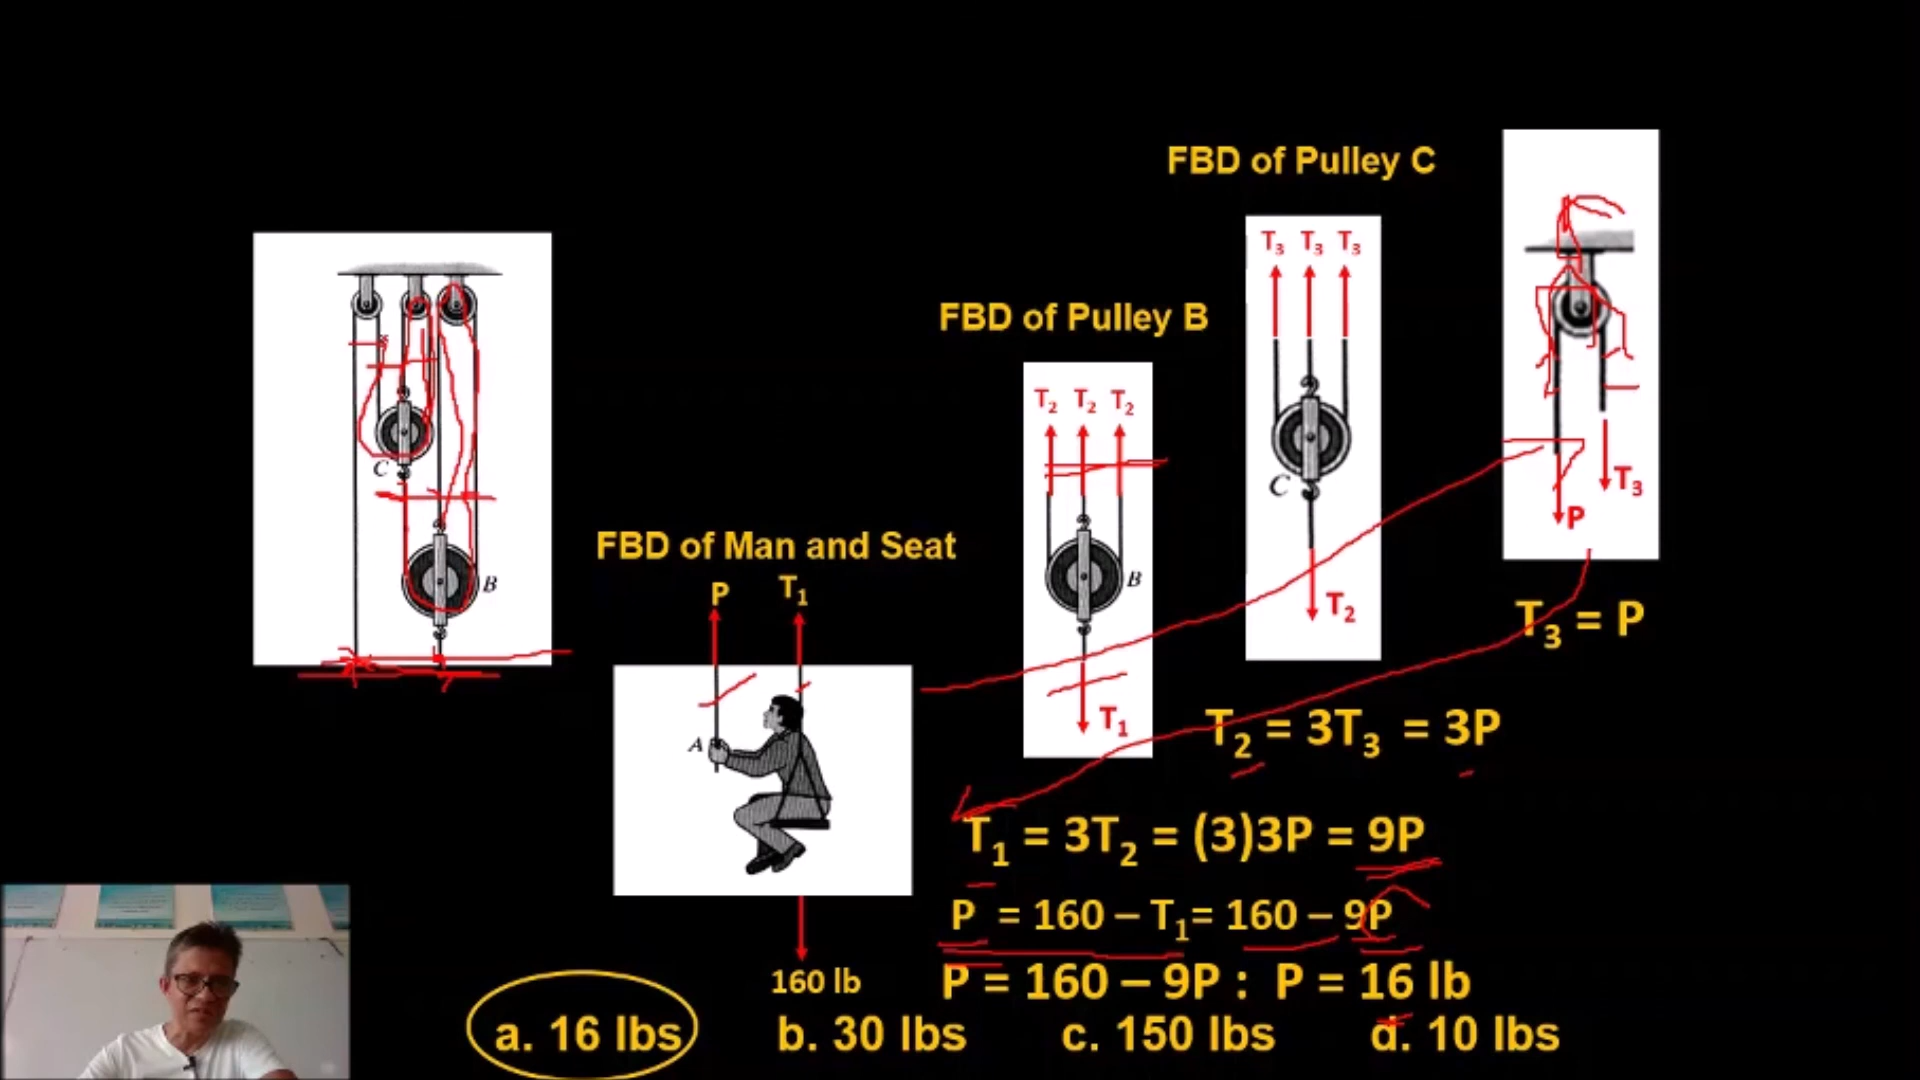 FBD of Pulley C
T3 T3 T3
FBD of Pulley B
T2 T2 T2
C
C
T3
P
FBD of Man and Seat
B
B
P T1
T2
T3 = P
A
T1
T2 = 3T3 = 3P
T1 = 3T2 = (3)3P = 9P
P = 160 – T1= 160 – 9P
160 lb
P = 160 – 9P : P = 16 lb
a. 16 lbs b. 30 lbs c. 150 lbs d. 10 lbs